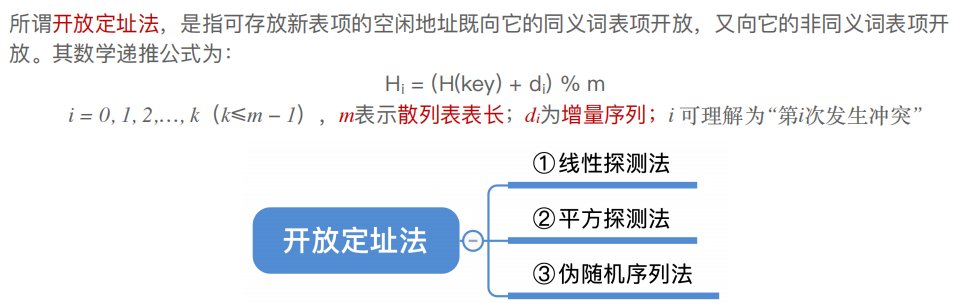 所谓开放定址法，是指可存放新表项的空闲地址既向它的同义词表项开放，又向它的非同义词表项开
放。其数学递推公式为：
Hᵢ = (H(key) + dᵢ) % m
i = 0, 1, 2,…, k（k≤m − 1），m表示散列表表长；dᵢ为增量序列；i 可理解为“第i次发生冲突”
①线性探测法
②平方探测法
开放定址法
③伪随机序列法